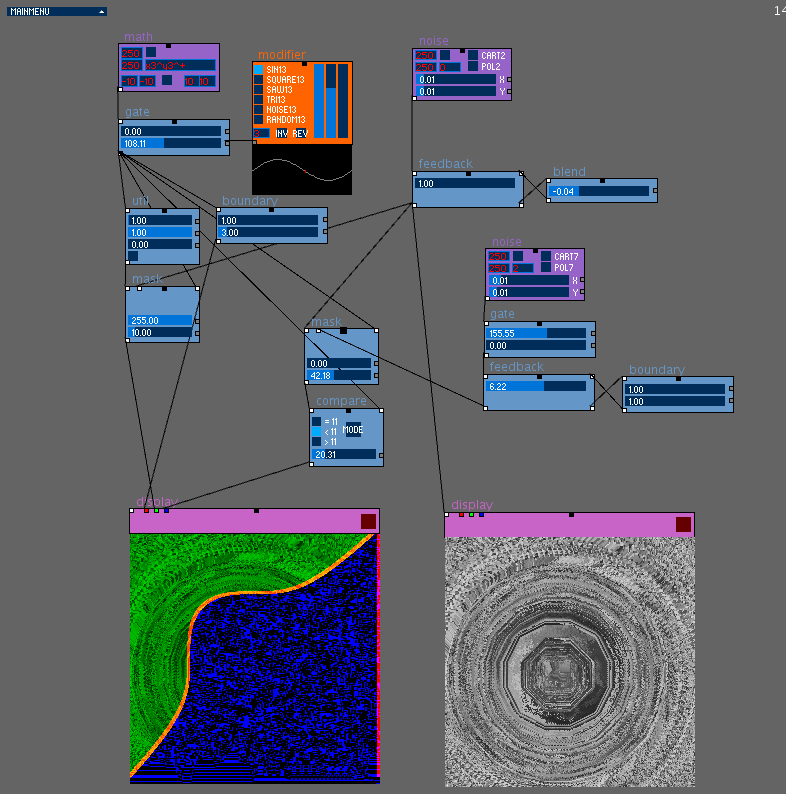 MAINMENU
14
math
250
250 x3^y3^+
-10 -10 10 10
modifier
SIN13
SQUARE13
SAW13
TRI13
NOISE13
RANDOM13
INV REV
noise
250 CART2
250 0 POL2
0.01 X
0.01 Y
gate
0.00
108.11
feedback
1.00
blend
-0.04
1.00
1.00
0.00
boundary
1.00
3.00
noise
250 CART7
250 2 POL7
0.01 X
0.01 Y
mask
255.00
10.00
mask
0.00
42.18
gate
155.55
0.00
feedback
6.22
boundary
1.00
1.00
compare
= 11
< 11 MODE
> 11
20.31
display
display